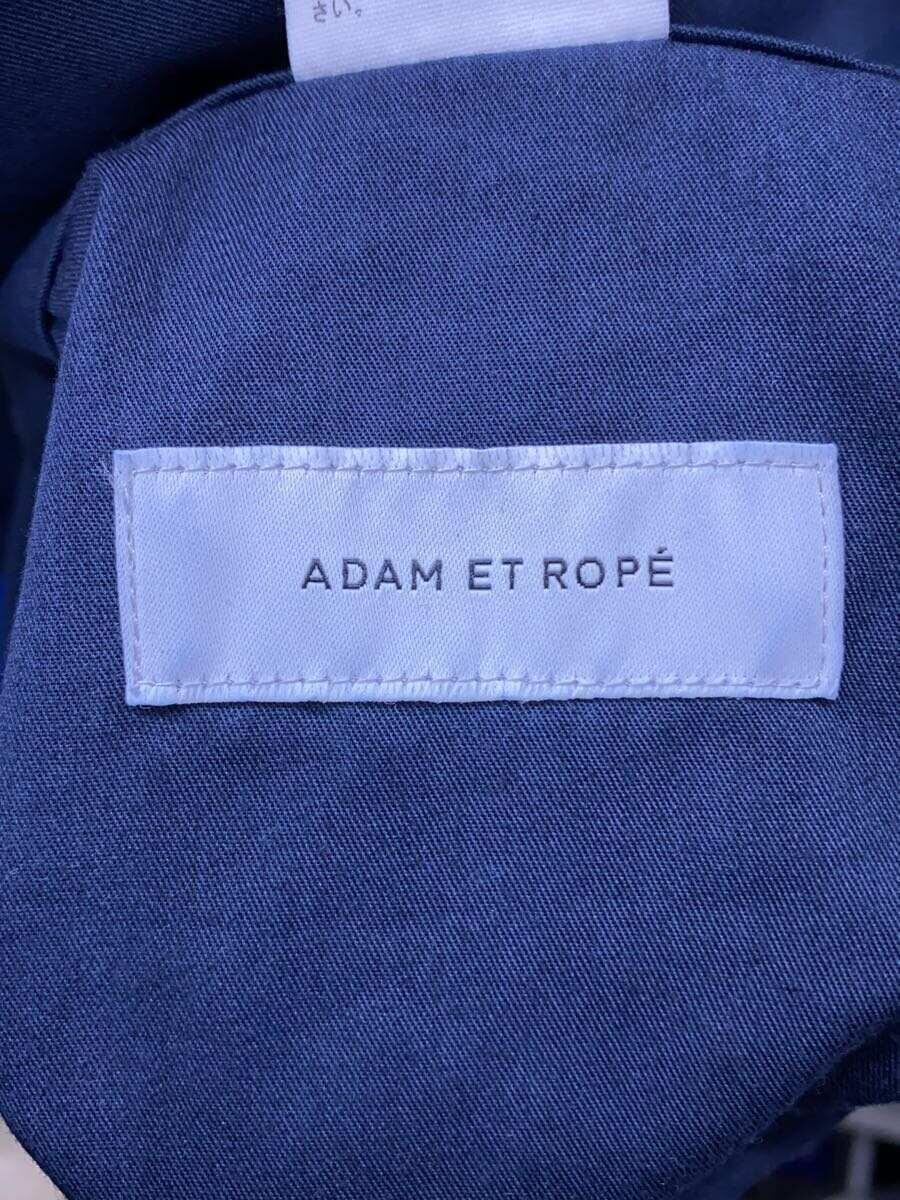 さい。
ADAM ET ROPÉ